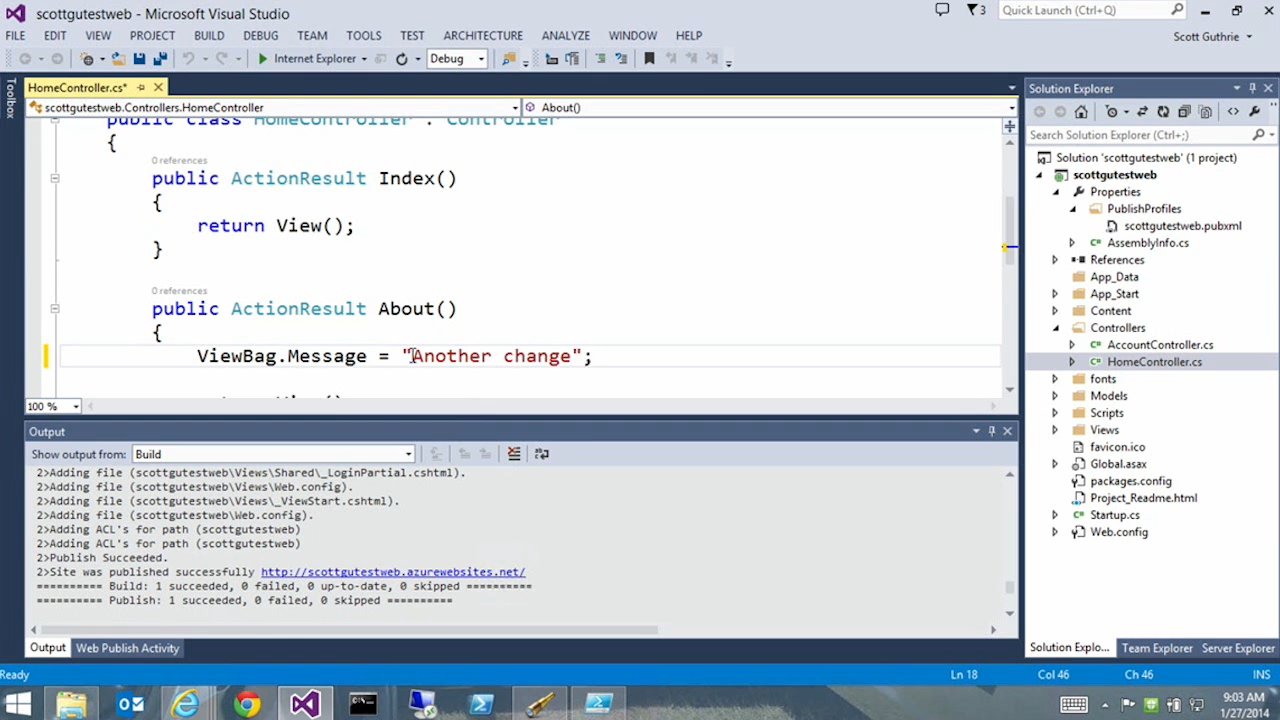 scottgutestweb - Microsoft Visual Studio
3
Quick Launch (Ctrl+Q)
FILE EDIT VIEW PROJECT BUILD DEBUG TEAM TOOLS TEST ARCHITECTURE ANALYZE WINDOW HELP
Scott Guthrie
Internet Explorer
Debug
Toolbox
HomeController.cs*
scottgutestweb.Controllers.HomeController
About()
public class HomeController : Controller
{
0 references
public ActionResult Index()
{
return View();
}
0 references
public ActionResult About()
{
ViewBag.Message = "Another change";
100 %
Output
Show output from: Build
2>Adding file (scottgutestweb\Views\Shared\_LoginPartial.cshtml).
2>Adding file (scottgutestweb\Views\Web.config).
2>Adding file (scottgutestweb\Views\_ViewStart.cshtml).
2>Adding file (scottgutestweb\Web.config).
2>Adding ACL's for path (scottgutestweb)
2>Adding ACL's for path (scottgutestweb)
2>Publish Succeeded.
2>Site was published successfully http://scottgutestweb.azurewebsites.net/
========== Build: 1 succeeded, 0 failed, 0 up-to-date, 0 skipped ==========
========== Publish: 1 succeeded, 0 failed, 0 skipped ==========
Output Web Publish Activity
Solution Explorer
Search Solution Explorer (Ctrl+;)
Solution 'scottgutestweb' (1 project)
scottgutestweb
Properties
PublishProfiles
scottgutestweb.pubxml
AssemblyInfo.cs
References
App_Data
App_Start
Content
Controllers
AccountController.cs
HomeController.cs
fonts
Models
Scripts
Views
favicon.ico
Global.asax
packages.config
Project_Readme.html
Startup.cs
Web.config
Solution Explo... Team Explorer Server Explorer
Ready
Ln 18 Col 46 Ch 46 INS
9:03 AM
1/27/2014